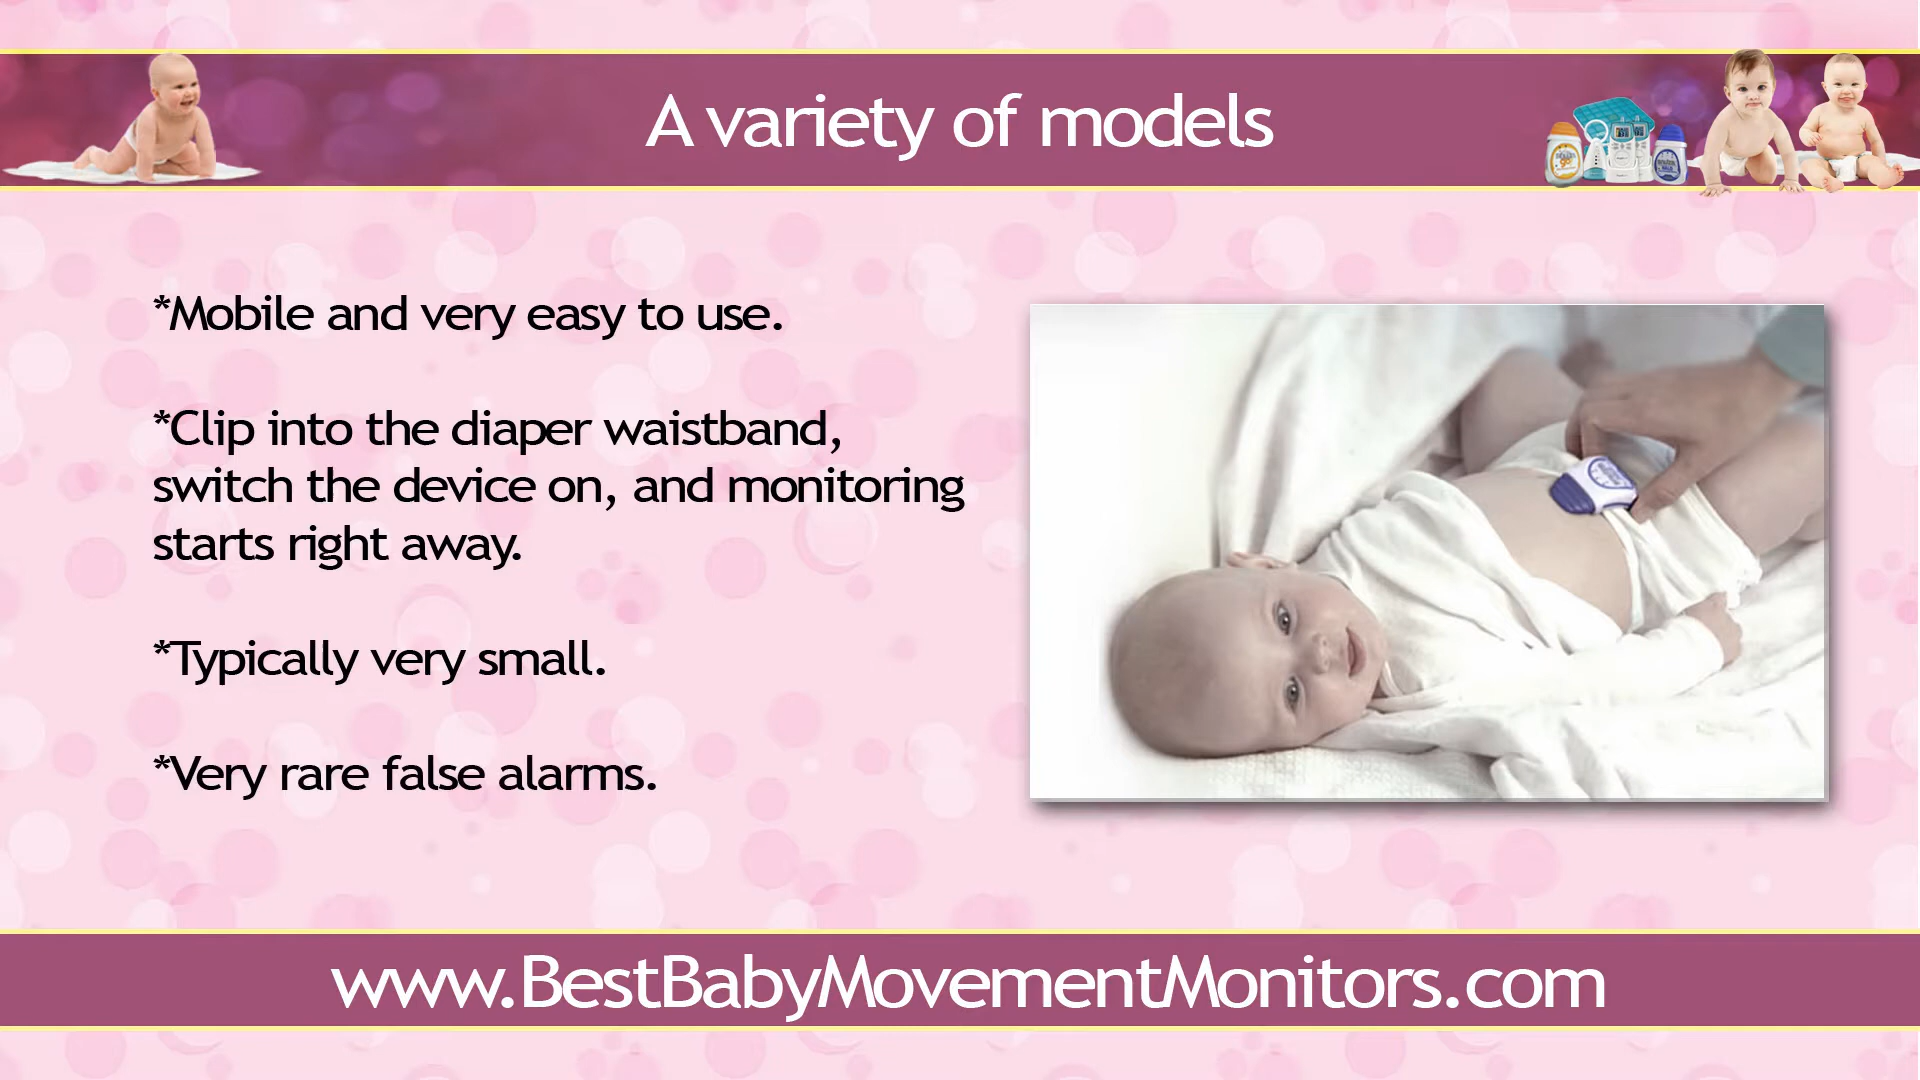 A variety of models
*Mobile and very easy to use.
*Clip into the diaper waistband,
switch the device on, and monitoring
starts right away.
*Typically very small.
*Very rare false alarms.
www.BestBabyMovementMonitors.com